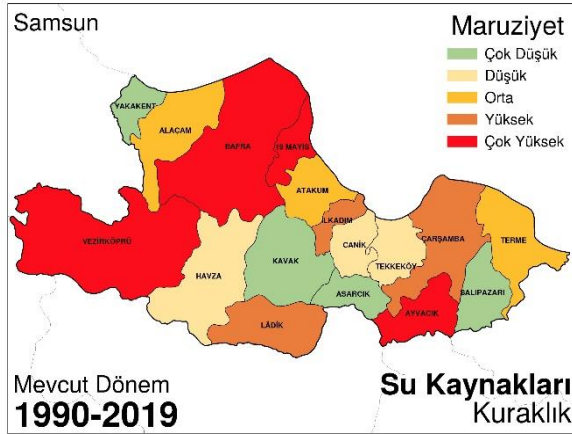 Samsun
Maruziyet
Çok Düşük
Düşük
Orta
Yüksek
Çok Yüksek
YAKAKENT
ALAÇAM
BAFRA
19 MAYIS
ATAKUM
İLKADIM
VEZİRKÖPRÜ
HAVZA
KAVAK
CANİK
TEKKEKÖY
ÇARŞAMBA
TERME
ASARCIK
SALIPAZARI
AYVACIK
LÂDİK
Mevcut Dönem
1990-2019
Su Kaynakları
Kuraklık